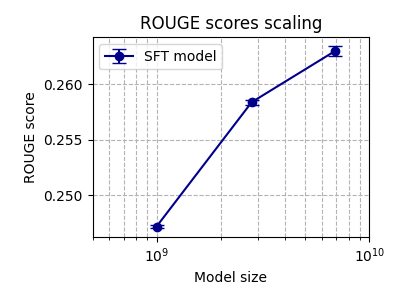 ROUGE scores scaling
SFT model
0.260
0.255
0.250
ROUGE score
10⁹
10¹⁰
Model size